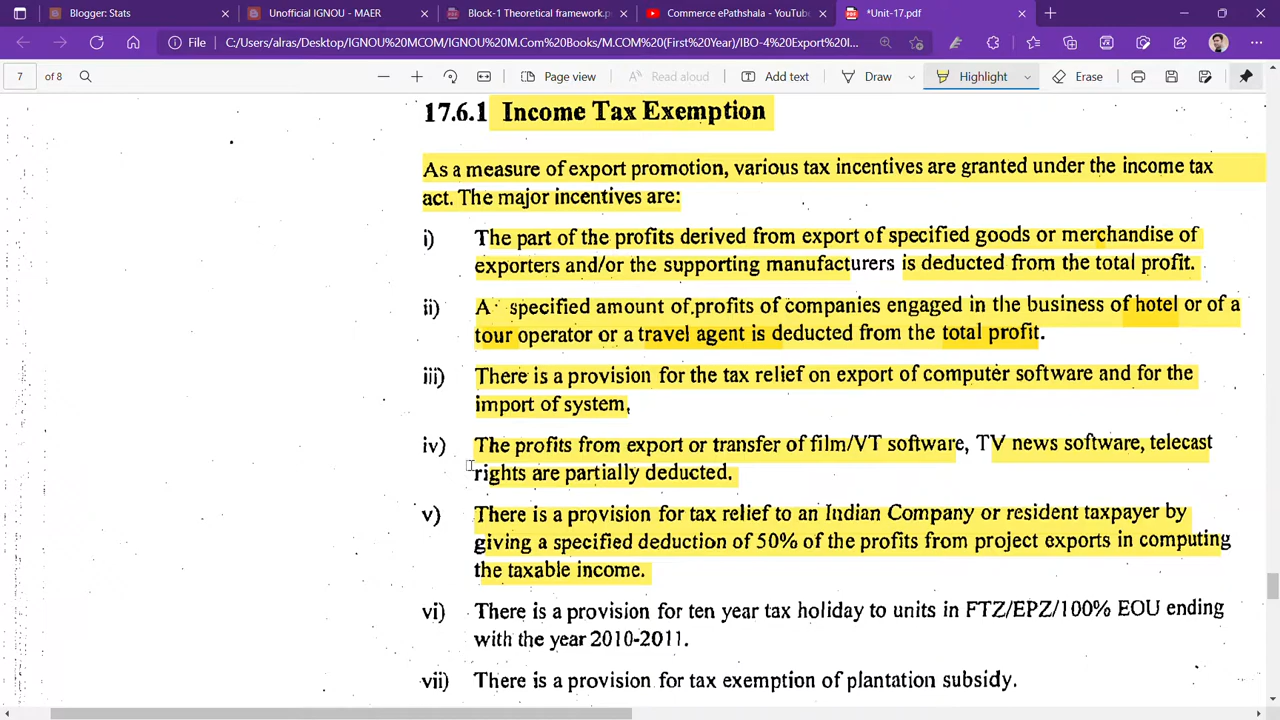 Blogger: Stats
Unofficial IGNOU - MAER
Block-1 Theoretical framework.p
Commerce ePathshala - YouTube
*Unit-17.pdf
File
C:/Users/alras/Desktop/IGNOU%20MCOM/IGNOU%20M.Com%20Books/M.COM%20(First%20Year)/IBO-4%20Export%20I...
7 of 8
Page view
Read aloud
Add text
Draw
Highlight
Erase
17.6.1 Income Tax Exemption
As a measure of export promotion, various tax incentives are granted under the income tax
act. The major incentives are:
i) The part of the profits derived from export of specified goods or merchandise of
exporters and/or the supporting manufacturers is deducted from the total profit.
ii) A specified amount of profits of companies engaged in the business of hotel or of a
tour operator or a travel agent is deducted from the total profit.
iii) There is a provision for the tax relief on export of computer software and for the
import of system.
iv) The profits from export or transfer of film/VT software, TV news software, telecast
rights are partially deducted.
v) There is a provision for tax relief to an Indian Company or resident taxpayer by
giving a specified deduction of 50% of the profits from project exports in computing
the taxable income.
vi) There is a provision for ten year tax holiday to units in FTZ/EPZ/100% EOU ending
with the year 2010-2011.
vii) There is a provision for tax exemption of plantation subsidy.